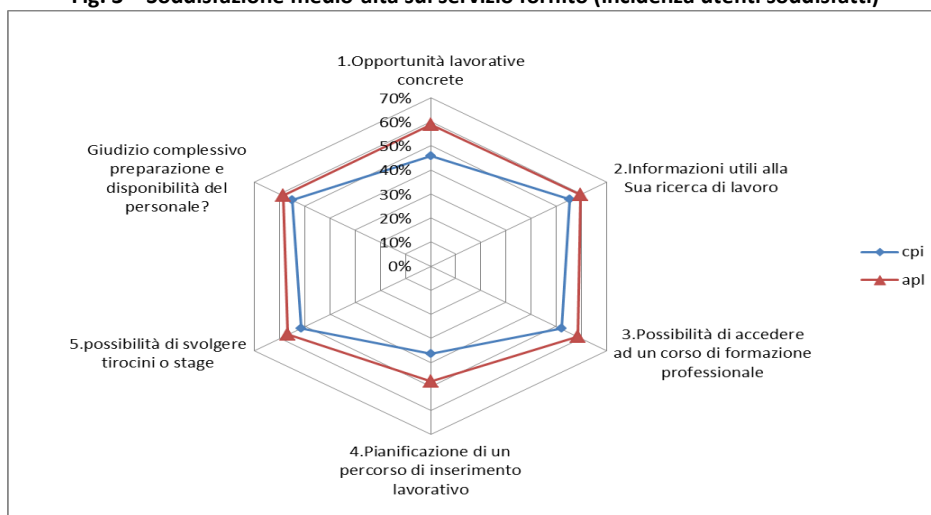 1.Opportunità lavorative
concrete
70%
60%
50%
40%
30%
20%
10%
0%
Giudizio complessivo
preparazione e
disponibilità del
personale?
2.Informazioni utili alla
Sua ricerca di lavoro
cpi
apl
3.Possibilità di accedere
ad un corso di formazione
professionale
5.possibilità di svolgere
tirocini o stage
4.Pianificazione di un
percorso di inserimento
lavorativo